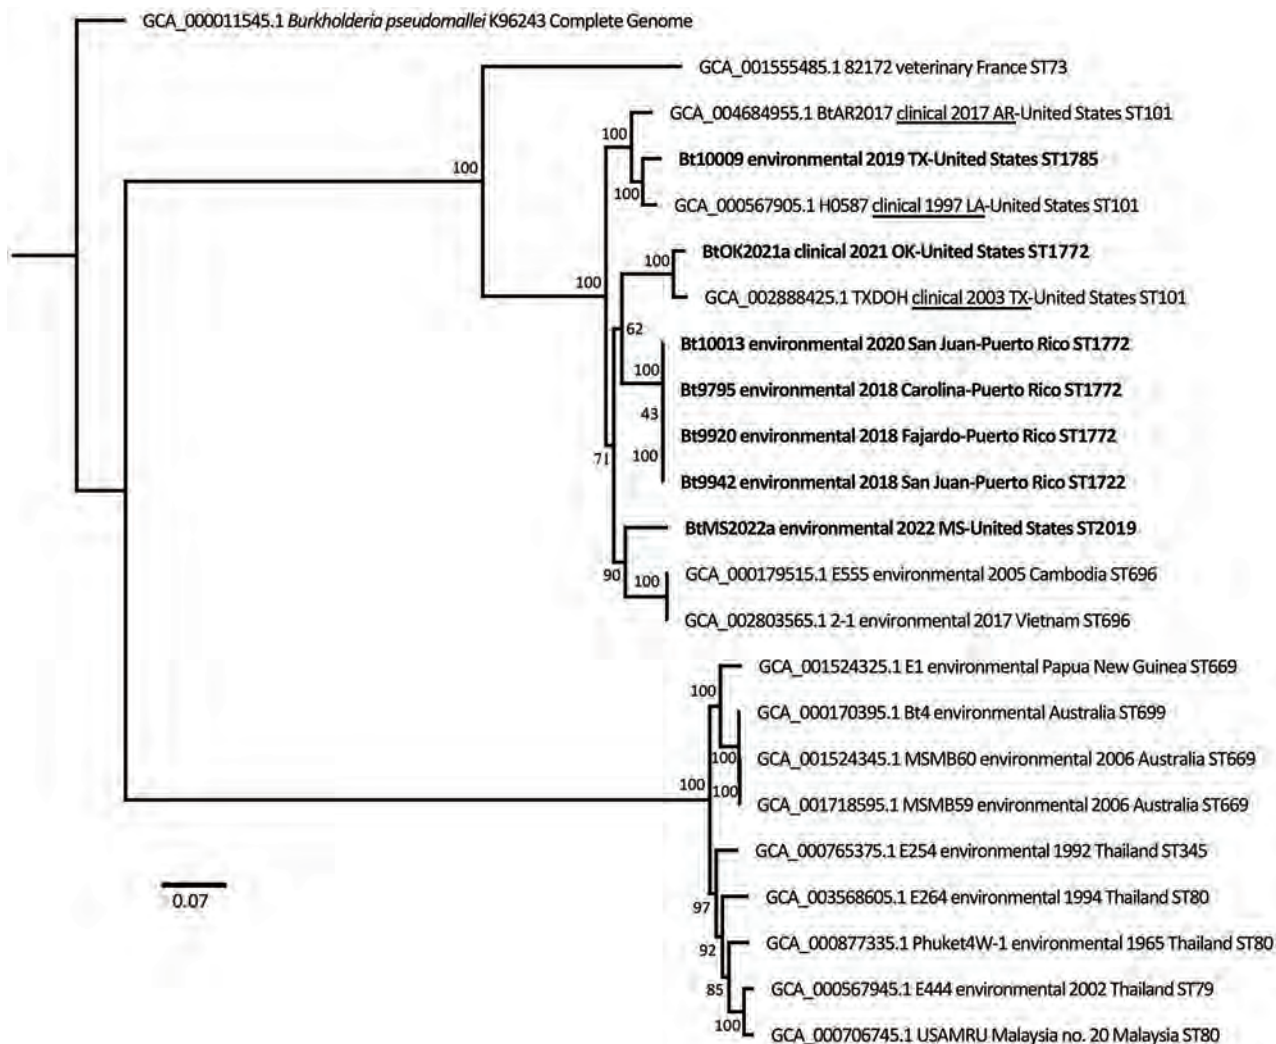 GCA_000011545.1 Burkholderia pseudomallei K96243 Complete Genome
GCA_001555485.1 82172 veterinary France ST73
GCA_004684955.1 BtAR2017 clinical 2017 AR-United States ST101
100
Bt10009 environmental 2019 TX-United States ST1785
100
100
GCA_000567905.1 H0587 clinical 1997 LA-United States ST101
BtOK2021a clinical 2021 OK-United States ST1772
100
100
GCA_002888425.1 TXDOH clinical 2003 TX-United States ST101
62
Bt10013 environmental 2020 San Juan-Puerto Rico ST1772
100
Bt9795 environmental 2018 Carolina-Puerto Rico ST1772
43
Bt9920 environmental 2018 Fajardo-Puerto Rico ST1772
100
71
Bt9942 environmental 2018 San Juan-Puerto Rico ST1722
BtMS2022a environmental 2022 MS-United States ST2019
90
100
GCA_000179515.1 E555 environmental 2005 Cambodia ST696
GCA_002803565.1 2-1 environmental 2017 Vietnam ST696
GCA_001524325.1 E1 environmental Papua New Guinea ST669
100
GCA_000170395.1 Bt4 environmental Australia ST699
100
GCA_001524345.1 MSMB60 environmental 2006 Australia ST669
100
100
GCA_001718595.1 MSMB59 environmental 2006 Australia ST669
GCA_000765375.1 E254 environmental 1992 Thailand ST345
0.07
97
GCA_003568605.1 E264 environmental 1994 Thailand ST80
92
GCA_000877335.1 Phuket4W-1 environmental 1965 Thailand ST80
85
GCA_000567945.1 E444 environmental 2002 Thailand ST79
100
GCA_000706745.1 USAMRU Malaysia no. 20 Malaysia ST80